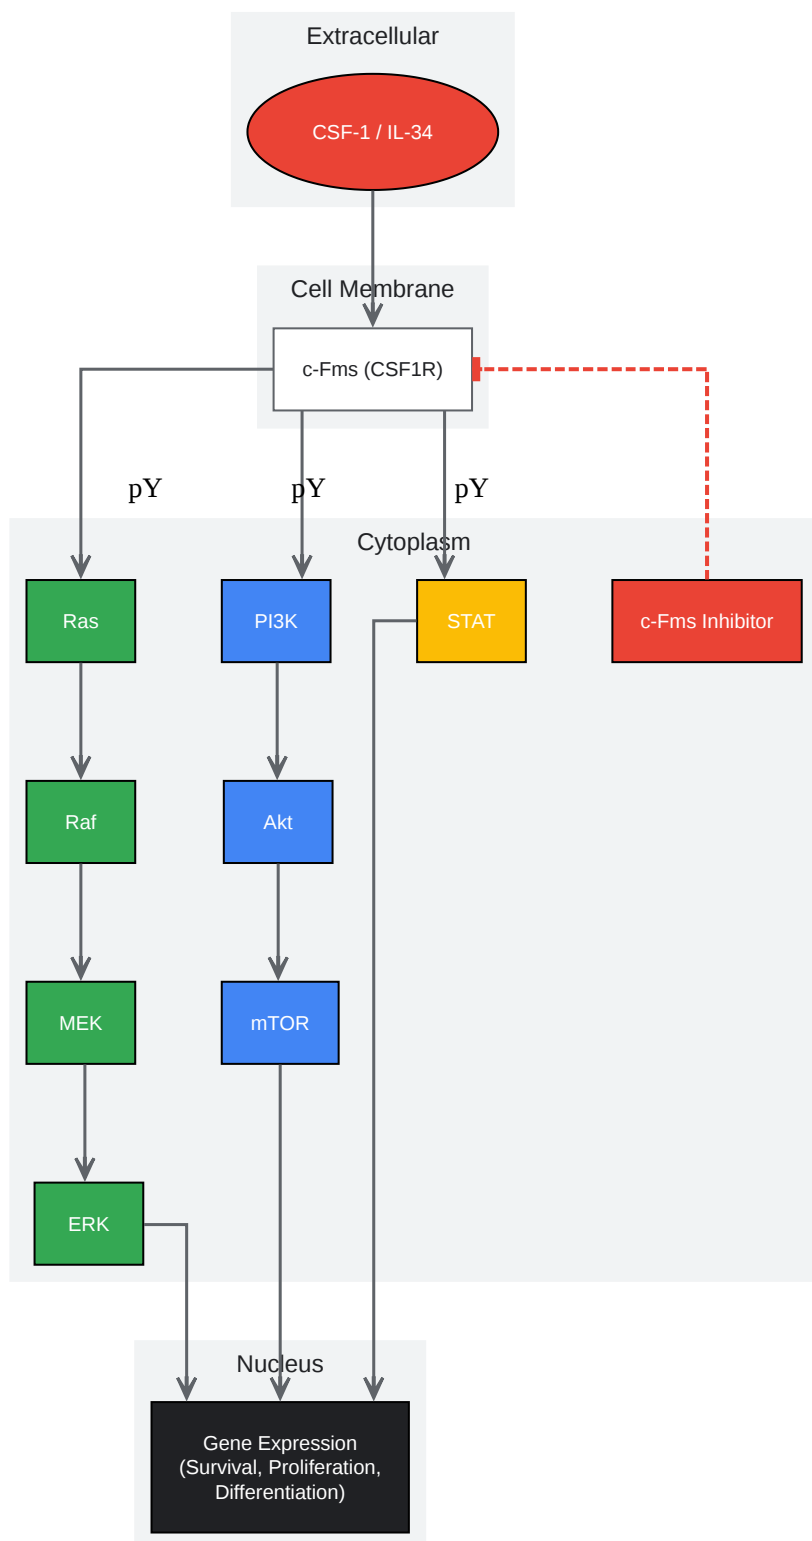 Extracellular
CSF-1 / IL-34
Cell Membrane
c-Fms (CSF1R)
pY
pY
pY
Cytoplasm
Ras
PI3K
STAT
c-Fms Inhibitor
Raf
Akt
MEK
mTOR
ERK
Nucleus
Gene Expression
(Survival, Proliferation,
Differentiation)